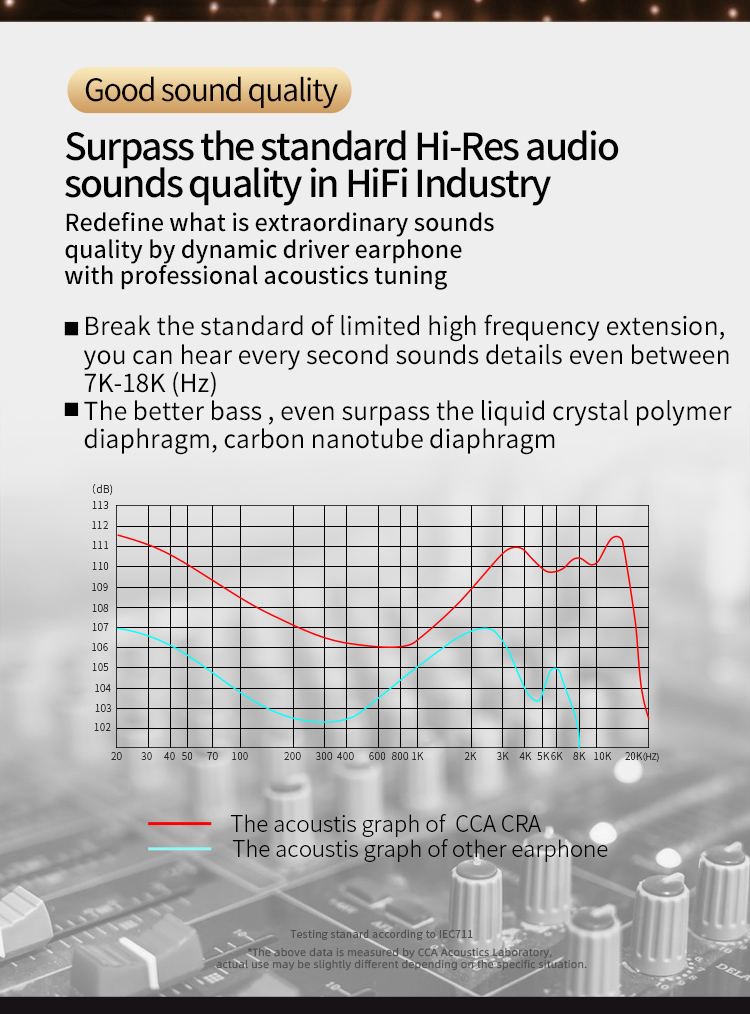 Good sound quality
Surpass the standard Hi-Res audio
sounds quality in HiFi Industry
Redefine what is extraordinary sounds
quality by dynamic driver earphone
with professional acoustics tuning
■ Break the standard of limited high frequency extension,
you can hear every second sounds details even between
7K-18K (Hz)
■ The better bass , even surpass the liquid crystal polymer
diaphragm, carbon nanotube diaphragm
(dB)
113
112
111
110
109
108
107
106
105
104
103
102
20 30 40 50 70 100 200 300 400 600 800 1K 2K 3K 4K 5K 6K 8K 10K 20K(HZ)
The acoustis graph of CCA CRA
The acoustis graph of other earphone
Testing stanard according to IEC711
*The above data is measured by CCA Acoustics Laboratory,
actual use may be slightly different depending on the specific situation.
10
DELA